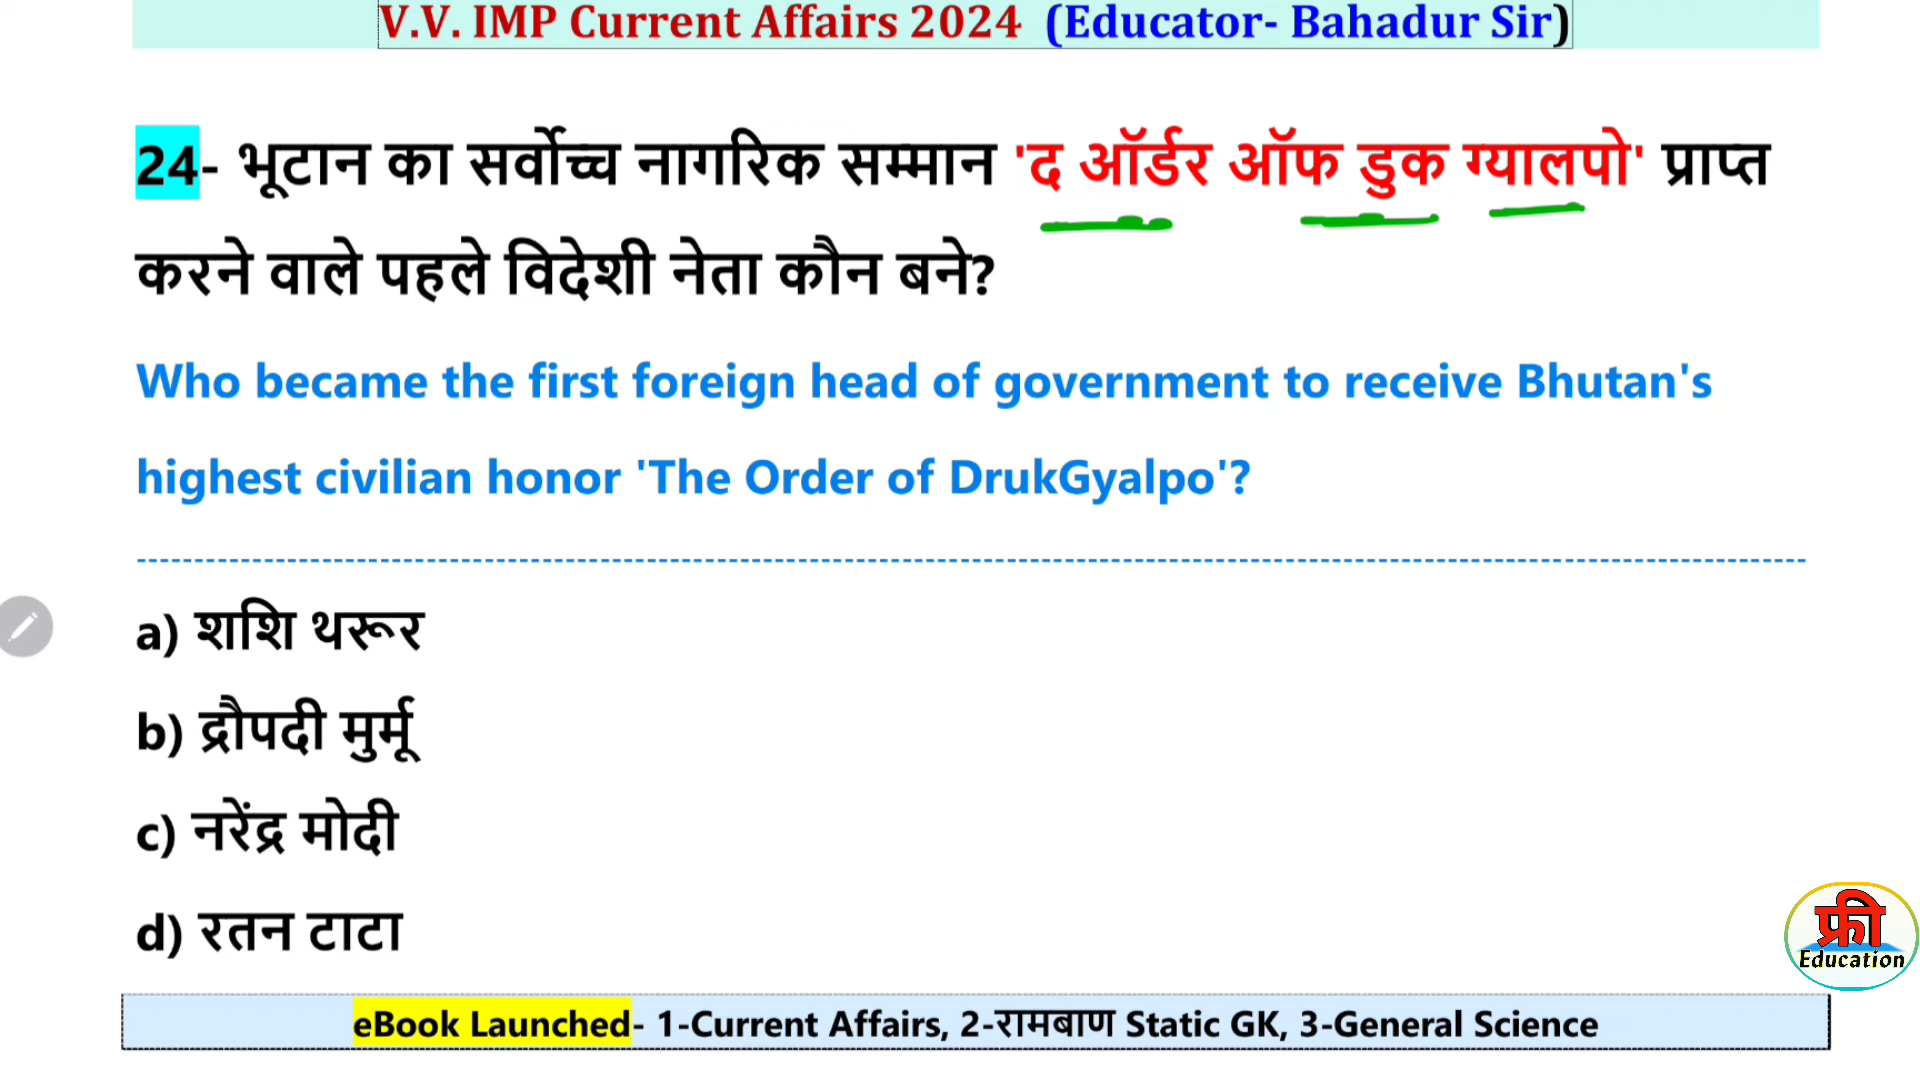 V.V. IMP Current Affairs 2024 (Educator- Bahadur Sir)
24- भूटान का सर्वोच्च नागरिक सम्मान 'द ऑर्डर ऑफ डुक ग्यालपो' प्राप्त
करने वाले पहले विदेशी नेता कौन बने?
Who became the first foreign head of government to receive Bhutan's
highest civilian honor 'The Order of DrukGyalpo'?
a) शशि थरूर
b) द्रौपदी मुर्मू
c) नरेंद्र मोदी
d) रतन टाटा
फ्री
Education
eBook Launched- 1-Current Affairs, 2-रामबाण Static GK, 3-General Science